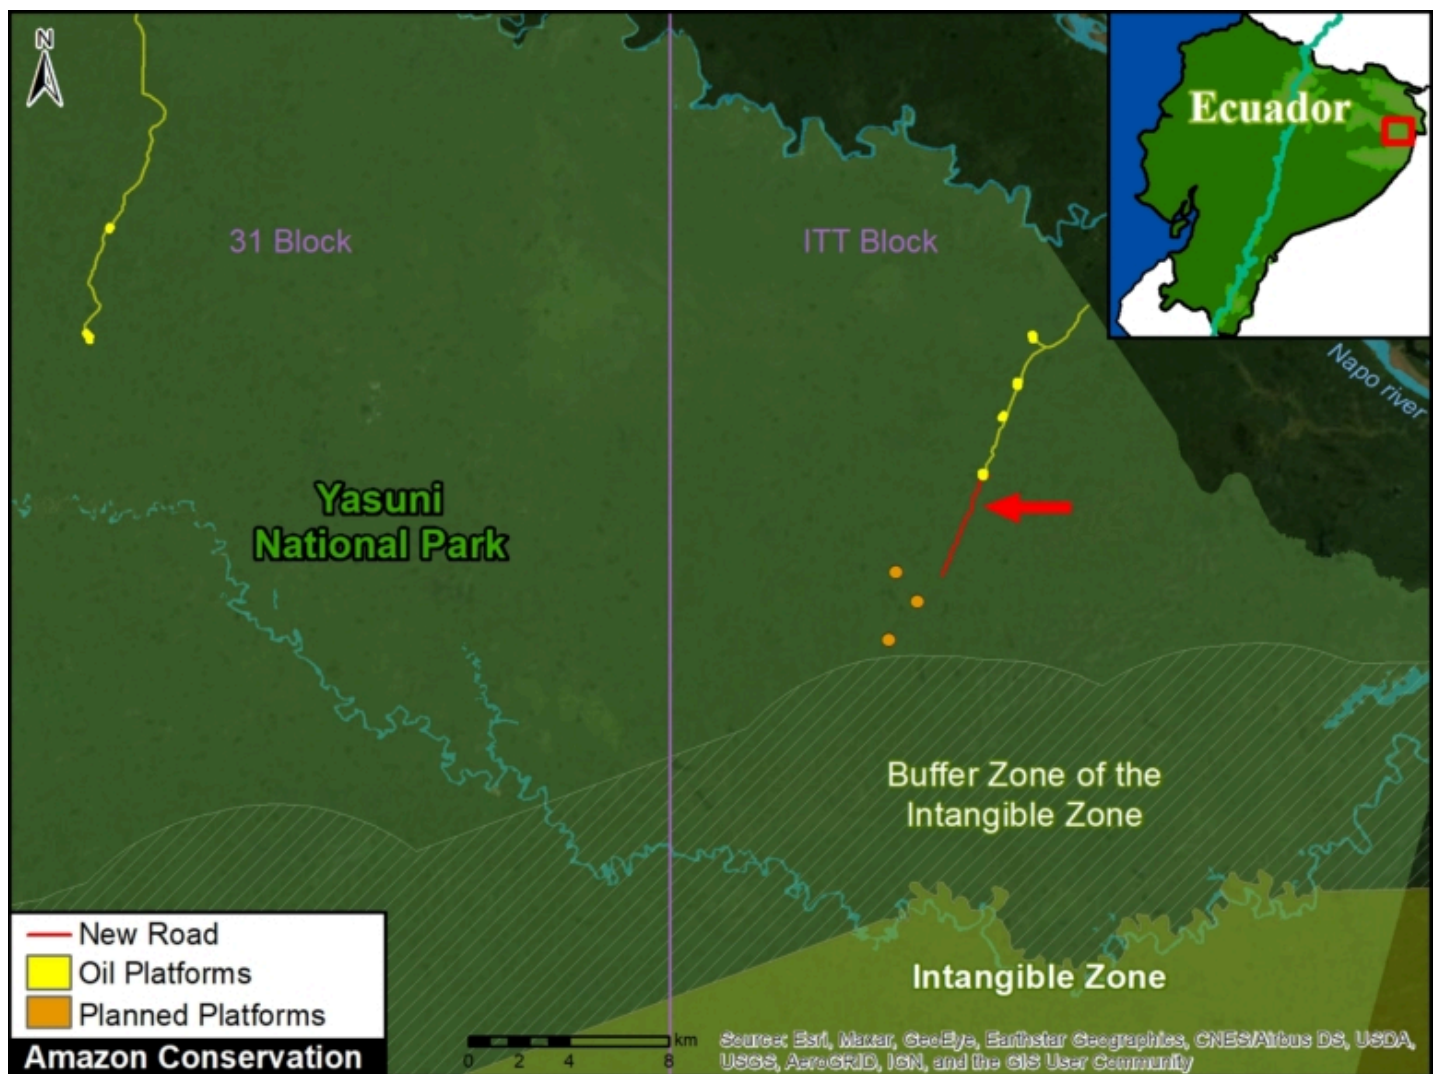 N
Ecuador
31 Block
ITT Block
Napo river
Yasuni
National Park
Buffer Zone of the
Intangible Zone
Intangible Zone
New Road
Oil Platforms
Planned Platforms
Amazon Conservation
km
0 2 4 8
Source: Esri, Maxar, GeoEye, Earthstar Geographics, CNES/Airbus DS, USDA,
USGS, AeroGRID, IGN, and the GIS User Community